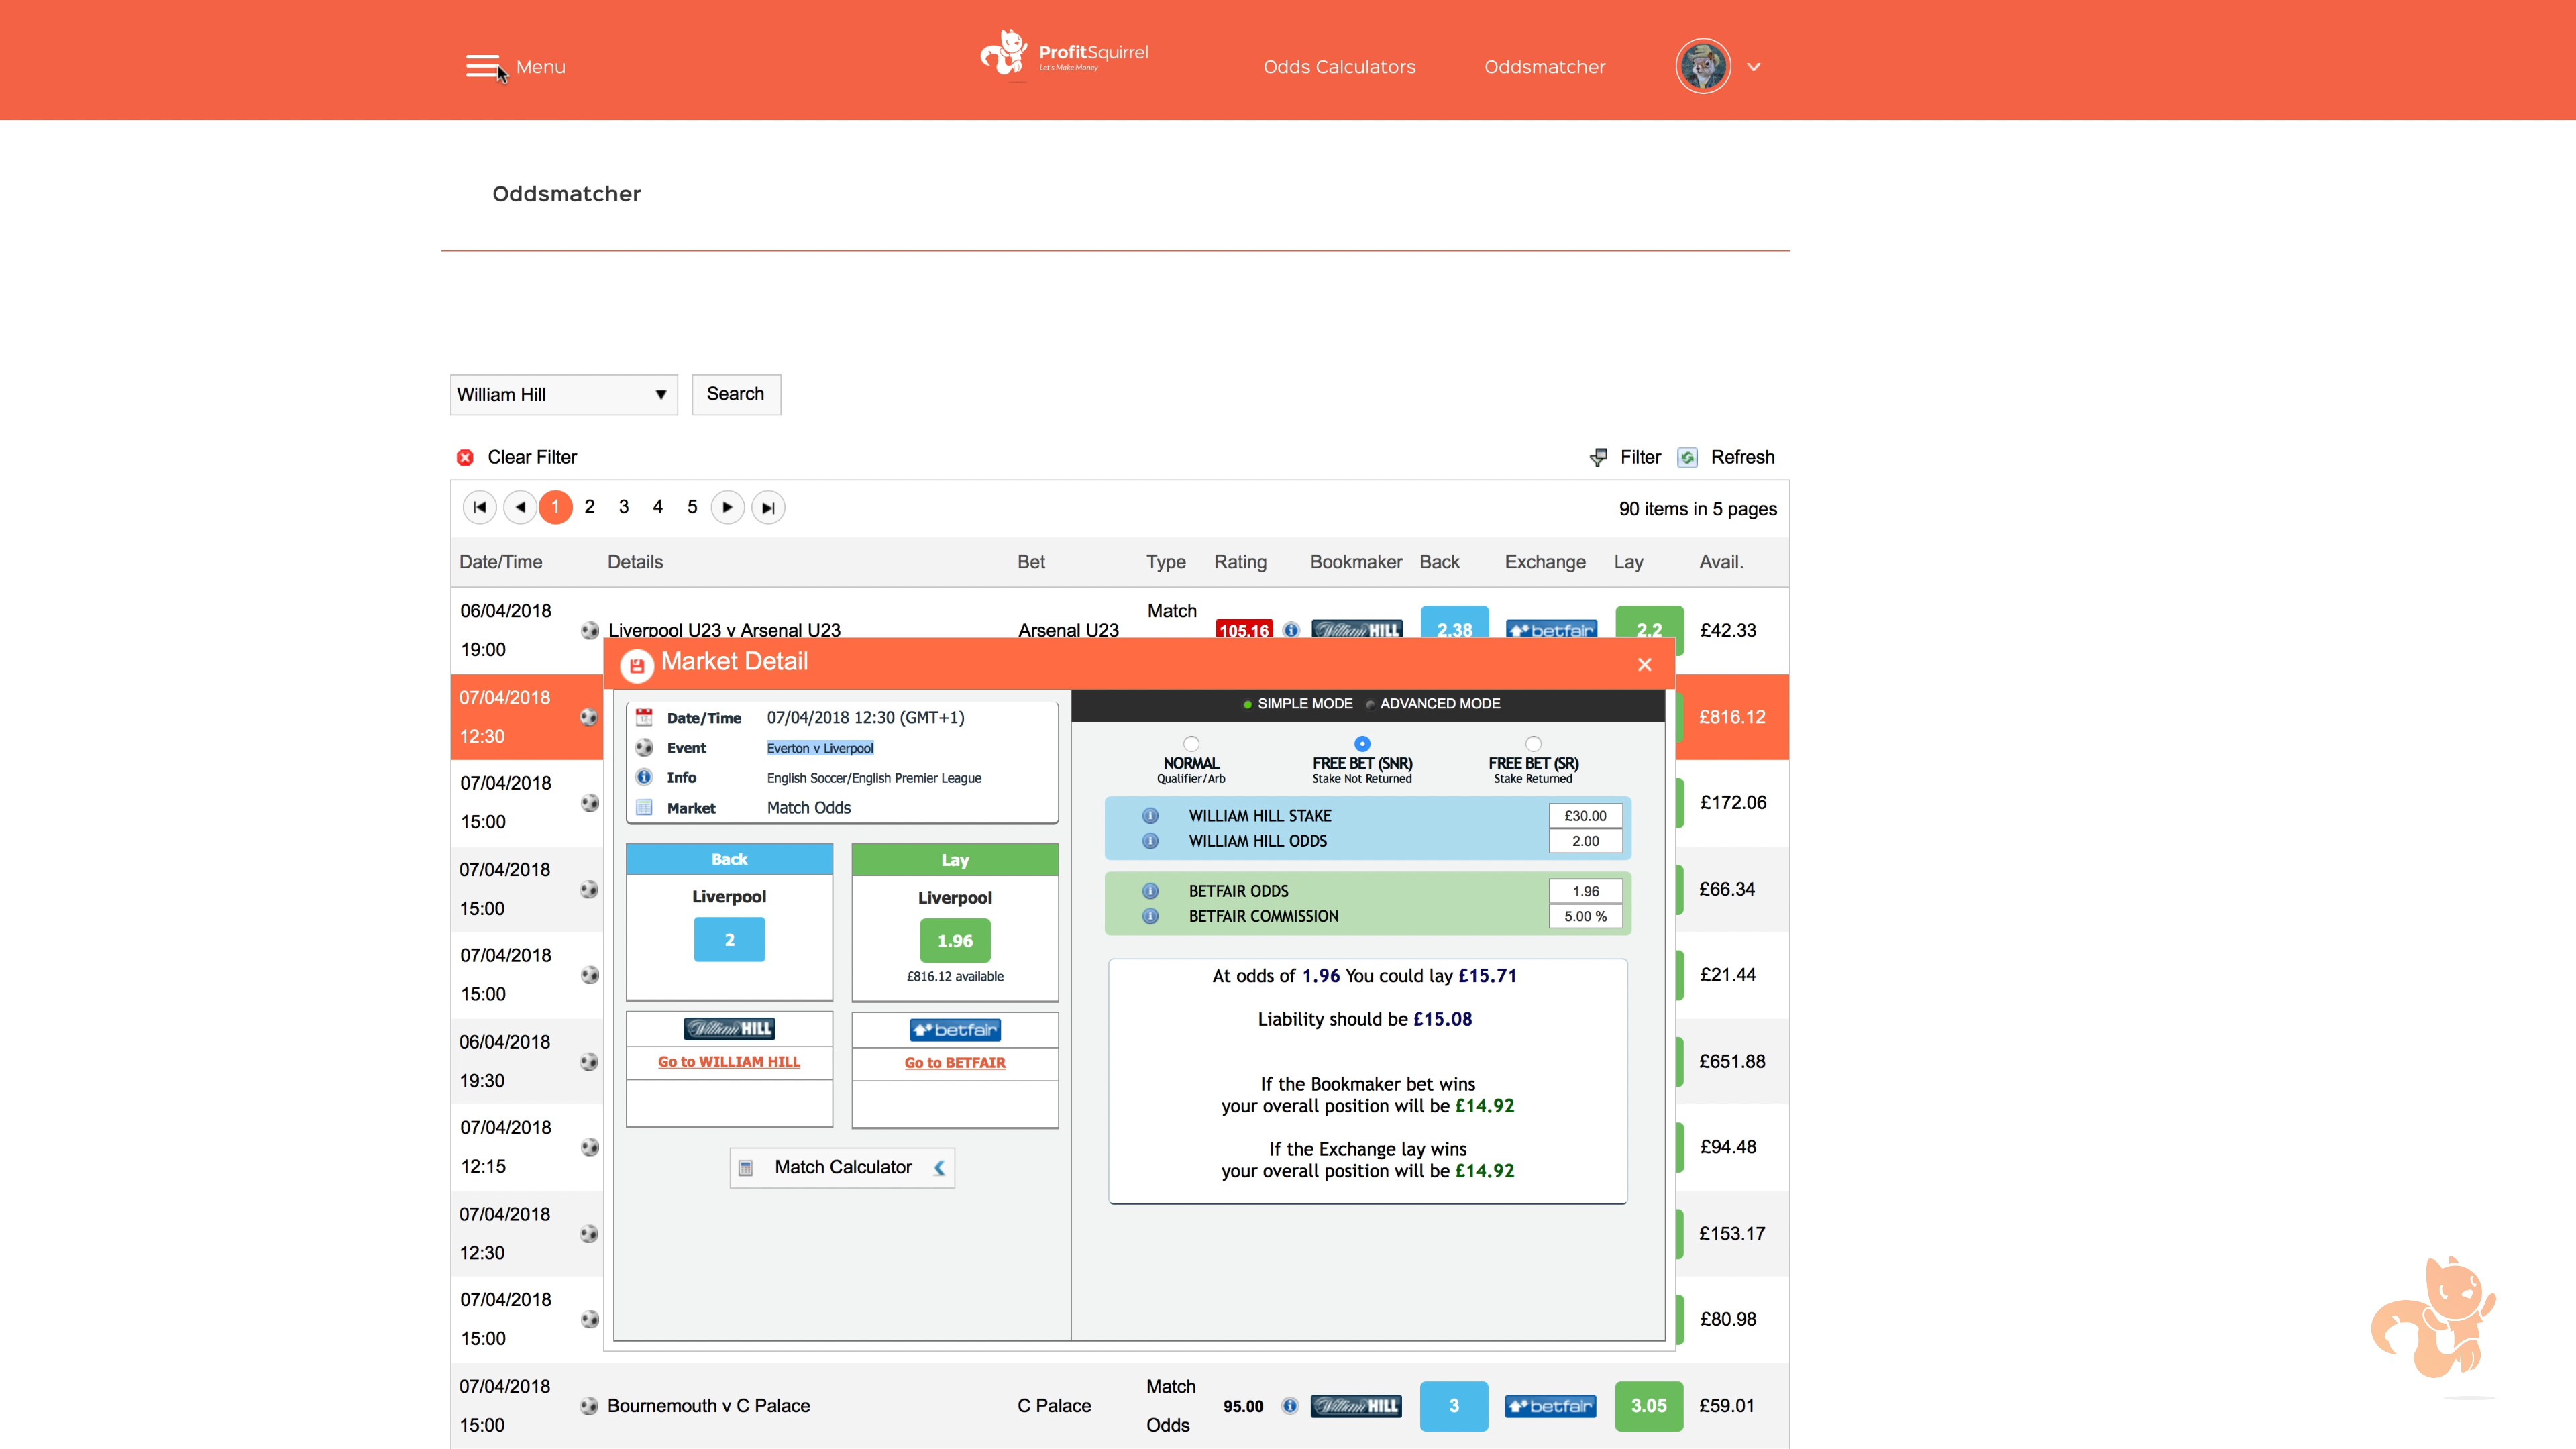 Menu
ProfitSquirrel
Let's Make Money
Odds Calculators
Oddsmatcher
Oddsmatcher
William Hill
Search
Clear Filter
Filter
Refresh
1 2 3 4 5
90 items in 5 pages
Date/Time Details Bet Type Rating Bookmaker Back Exchange Lay Avail.
06/04/2018
19:00
Liverpool U23 v Arsenal U23 Arsenal U23 Match 105.16 William HILL 2.38 betfair 2.2 £42.33
07/04/2018
12:30
£816.12
07/04/2018
15:00
£172.06
07/04/2018
15:00
£66.34
07/04/2018
15:00
£21.44
06/04/2018
19:30
£651.88
07/04/2018
12:15
£94.48
07/04/2018
12:30
£153.17
07/04/2018
15:00
£80.98
Market Detail
Date/Time 07/04/2018 12:30 (GMT+1)
Event Everton v Liverpool
Info English Soccer/English Premier League
Market Match Odds
Back
Liverpool
2
Lay
Liverpool
1.96
£816.12 available
William HILL
Go to WILLIAM HILL
betfair
Go to BETFAIR
Match Calculator
SIMPLE MODE ADVANCED MODE
NORMAL
Qualifier/Arb
FREE BET (SNR)
Stake Not Returned
FREE BET (SR)
Stake Returned
WILLIAM HILL STAKE £30.00
WILLIAM HILL ODDS 2.00
BETFAIR ODDS 1.96
BETFAIR COMMISSION 5.00 %
At odds of 1.96 You could lay £15.71
Liability should be £15.08
If the Bookmaker bet wins
your overall position will be £14.92
If the Exchange lay wins
your overall position will be £14.92
07/04/2018
15:00
Bournemouth v C Palace C Palace Match Odds 95.00 William HILL 3 betfair 3.05 £59.01